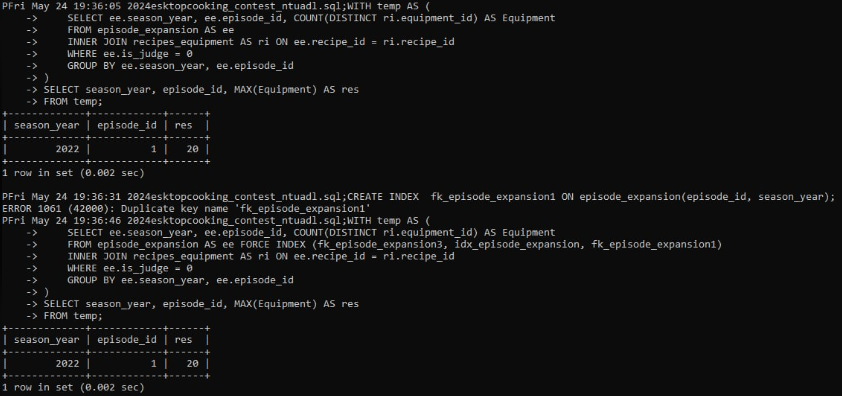 PFri May 24 19:36:05 2024esktopcooking_contest_ntuadl.sql;WITH temp AS (
    ->     SELECT ee.season_year, ee.episode_id, COUNT(DISTINCT ri.equipment_id) AS Equipment
    ->     FROM episode_expansion AS ee
    ->     INNER JOIN recipes_equipment AS ri ON ee.recipe_id = ri.recipe_id
    ->     WHERE ee.is_judge = 0
    ->     GROUP BY ee.season_year, ee.episode_id
    -> )
    -> SELECT season_year, episode_id, MAX(Equipment) AS res
    -> FROM temp;
+-------------+------------+------+
| season_year | episode_id | res  |
+-------------+------------+------+
|        2022 |          1 |   20 |
+-------------+------------+------+
1 row in set (0.002 sec)

PFri May 24 19:36:31 2024esktopcooking_contest_ntuadl.sql;CREATE INDEX  fk_episode_expansion1 ON episode_expansion(episode_id, season_year);
ERROR 1061 (42000): Duplicate key name 'fk_episode_expansion1'
PFri May 24 19:36:46 2024esktopcooking_contest_ntuadl.sql;WITH temp AS (
    ->     SELECT ee.season_year, ee.episode_id, COUNT(DISTINCT ri.equipment_id) AS Equipment
    ->     FROM episode_expansion AS ee FORCE INDEX (fk_episode_expansion3, idx_episode_expansion, fk_episode_expansion1)
    ->     INNER JOIN recipes_equipment AS ri ON ee.recipe_id = ri.recipe_id
    ->     WHERE ee.is_judge = 0
    ->     GROUP BY ee.season_year, ee.episode_id
    -> )
    -> SELECT season_year, episode_id, MAX(Equipment) AS res
    -> FROM temp;
+-------------+------------+------+
| season_year | episode_id | res  |
+-------------+------------+------+
|        2022 |          1 |   20 |
+-------------+------------+------+
1 row in set (0.002 sec)